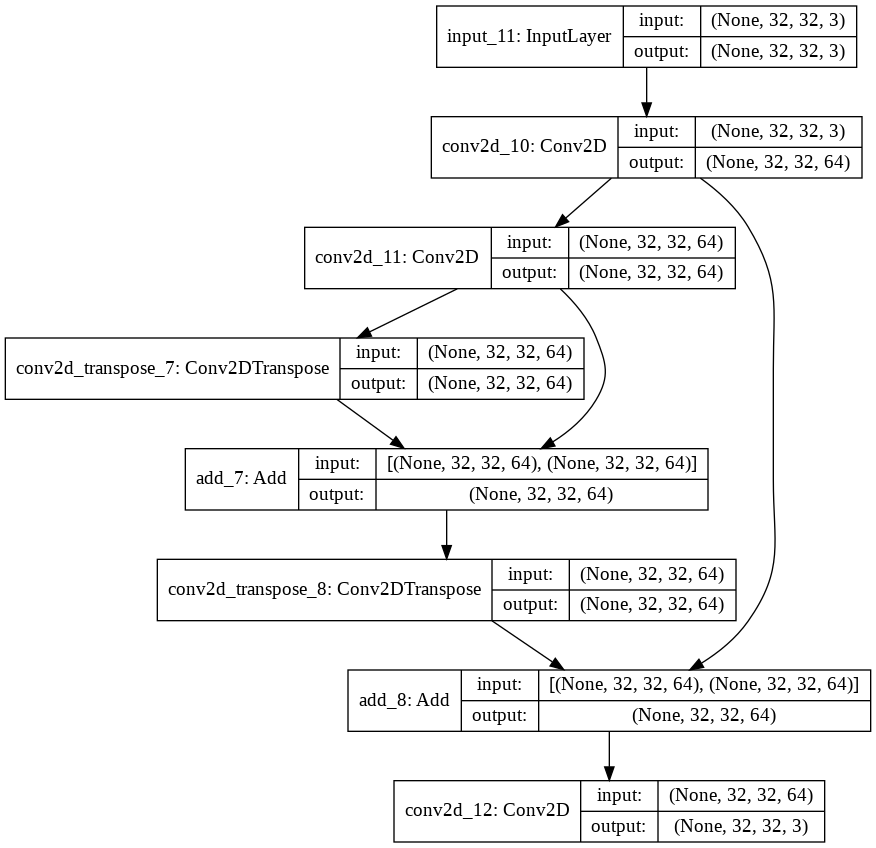 input_11: InputLayer
input: (None, 32, 32, 3)
output: (None, 32, 32, 3)
conv2d_10: Conv2D
input: (None, 32, 32, 3)
output: (None, 32, 32, 64)
conv2d_11: Conv2D
input: (None, 32, 32, 64)
output: (None, 32, 32, 64)
conv2d_transpose_7: Conv2DTranspose
input: (None, 32, 32, 64)
output: (None, 32, 32, 64)
add_7: Add
input: [(None, 32, 32, 64), (None, 32, 32, 64)]
output: (None, 32, 32, 64)
conv2d_transpose_8: Conv2DTranspose
input: (None, 32, 32, 64)
output: (None, 32, 32, 64)
add_8: Add
input: [(None, 32, 32, 64), (None, 32, 32, 64)]
output: (None, 32, 32, 64)
conv2d_12: Conv2D
input: (None, 32, 32, 64)
output: (None, 32, 32, 3)